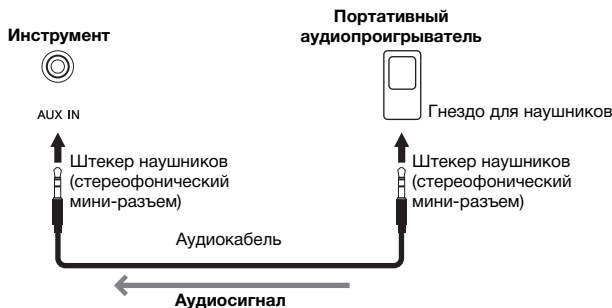 Портативный
аудиопроигрыватель
Инструмент
AUX IN
Гнездо для наушников
Штекер наушников
(стереофонический
мини-разъем)
Штекер наушников
(стереофонический
мини-разъем)
Аудиокабель
Аудиосигнал